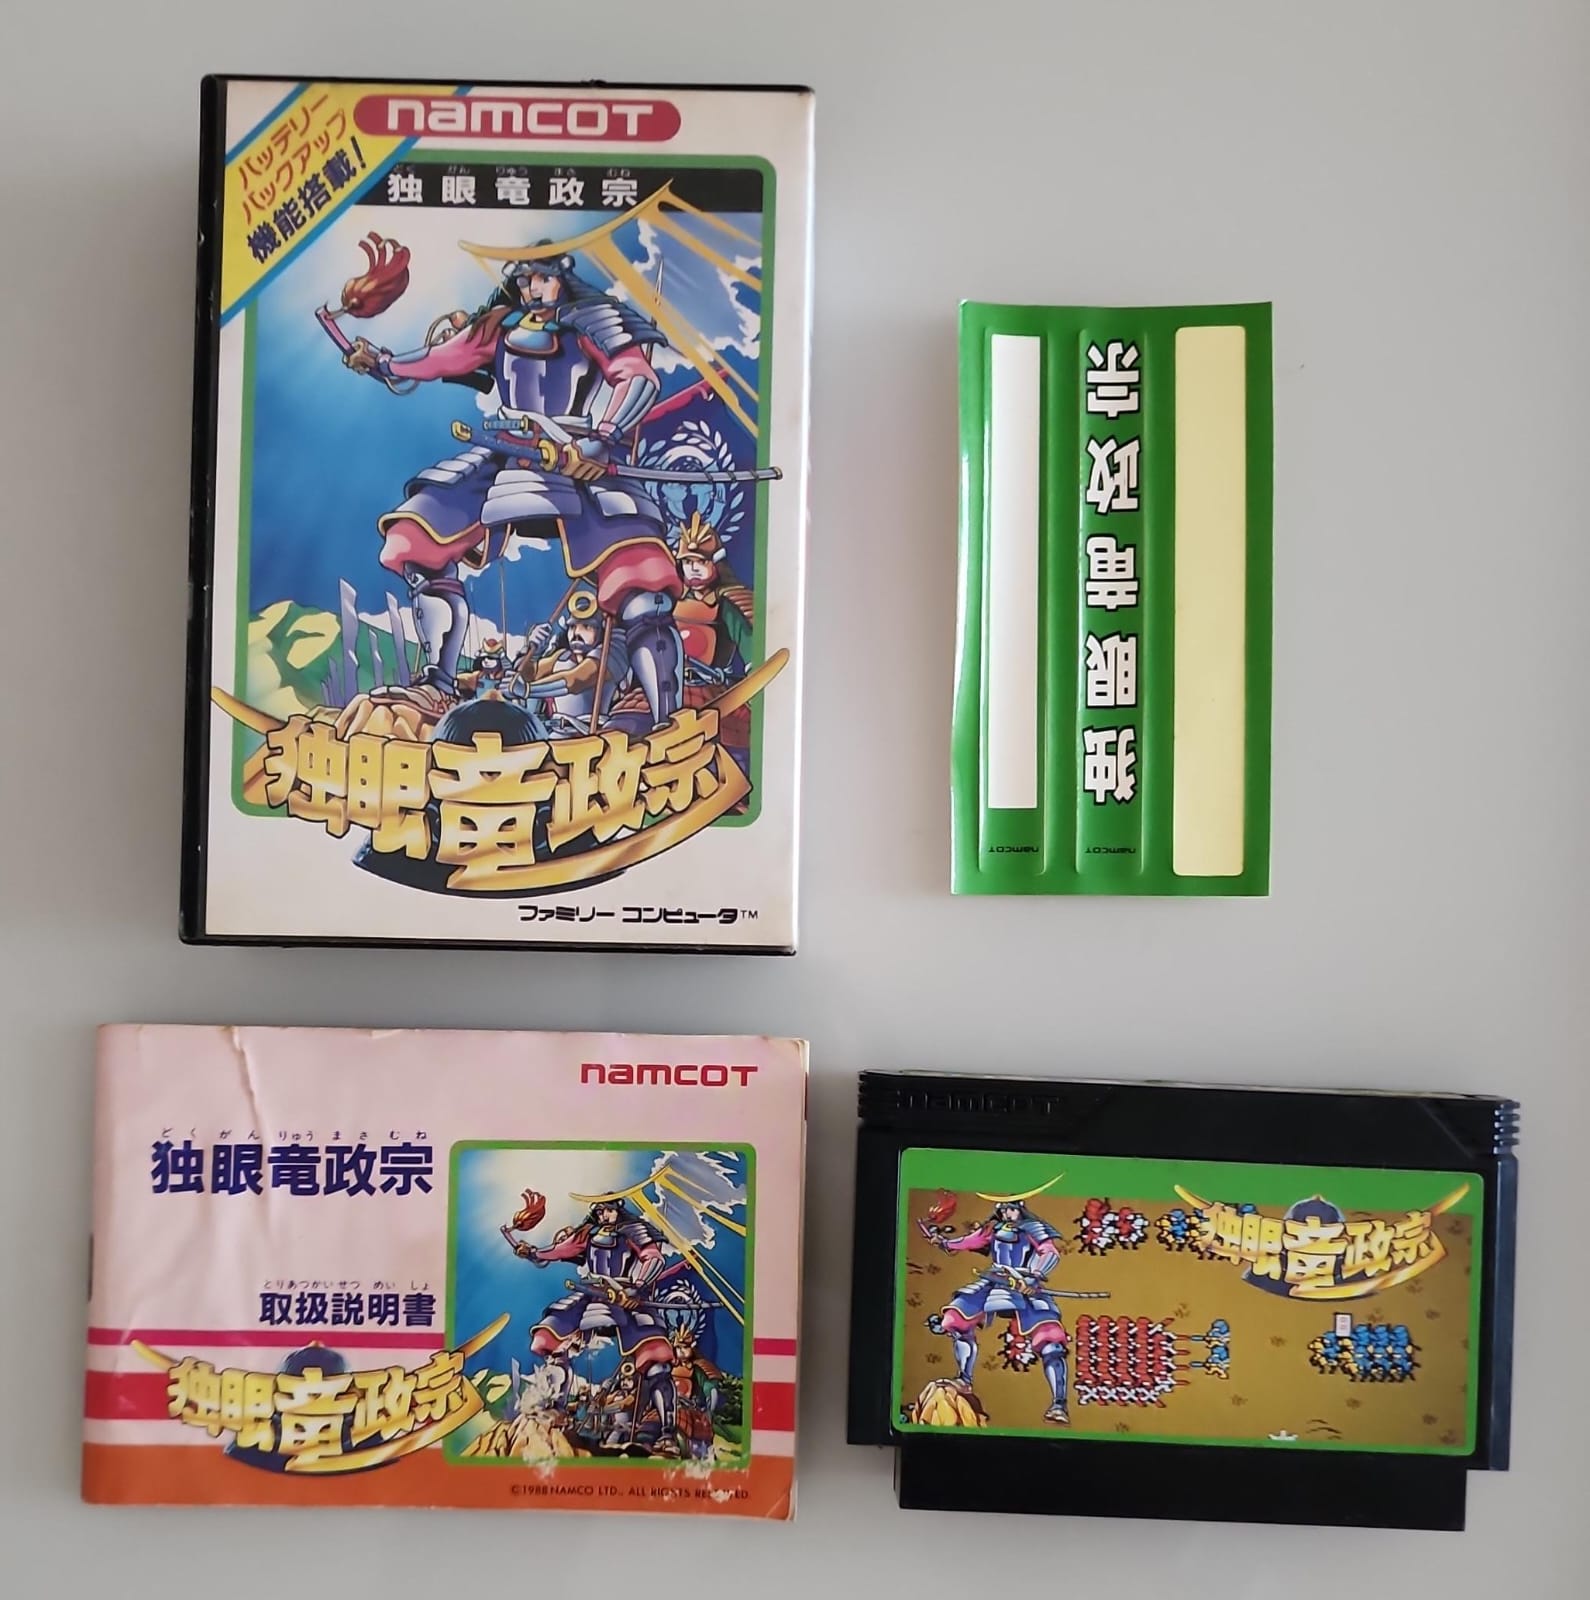 バッテリー
バックアップ
機能搭載!
namcoT
どく がん りゅう まさ むね
独眼竜政宗
独眼竜政宗
ファミリー コンピュータ™
独眼竜政宗
namcoT
namcoT
namcoT
どく がん りゅう まさ むね
独眼竜政宗
とりあつかいせつ めい しょ
取扱説明書
独眼竜政宗
©1988 NAMCO LTD., ALL RIGHTS
namcoT
独眼竜政宗